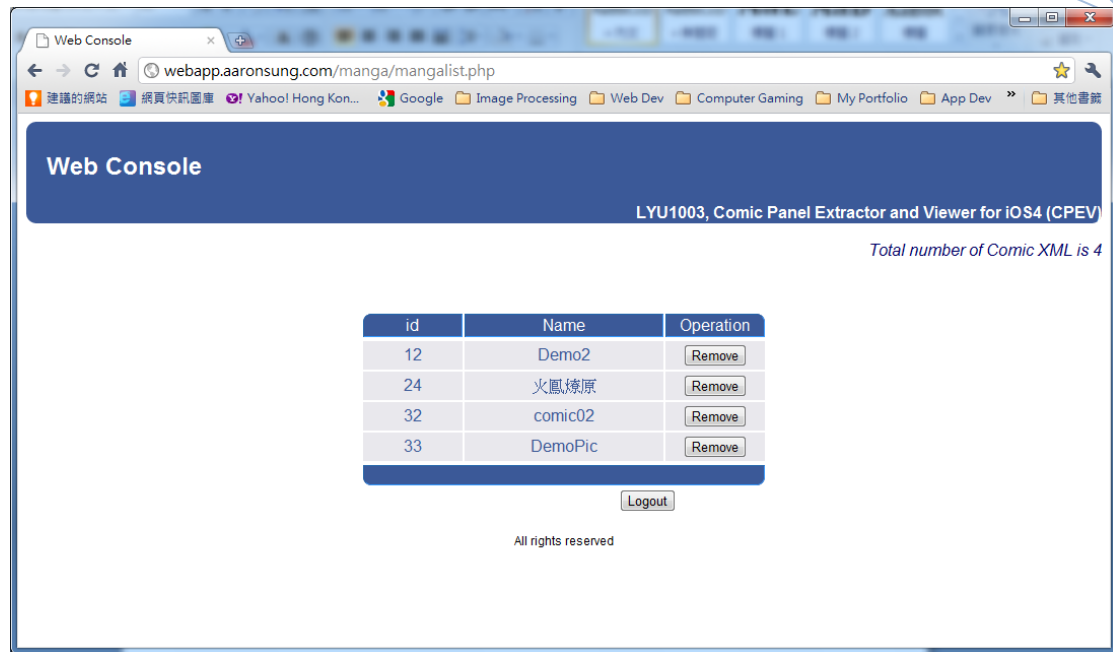 Web Console
webapp.aaronsung.com/manga/mangalist.php
建議的網站 網頁快訊圖庫 Yahoo! Hong Kon... Google Image Processing Web Dev Computer Gaming My Portfolio App Dev » 其他書籤
Web Console
LYU1003, Comic Panel Extractor and Viewer for iOS4 (CPEV)
Total number of Comic XML is 4
id Name Operation
12 Demo2 Remove
24 火鳳燎原 Remove
32 comic02 Remove
33 DemoPic Remove
Logout
All rights reserved